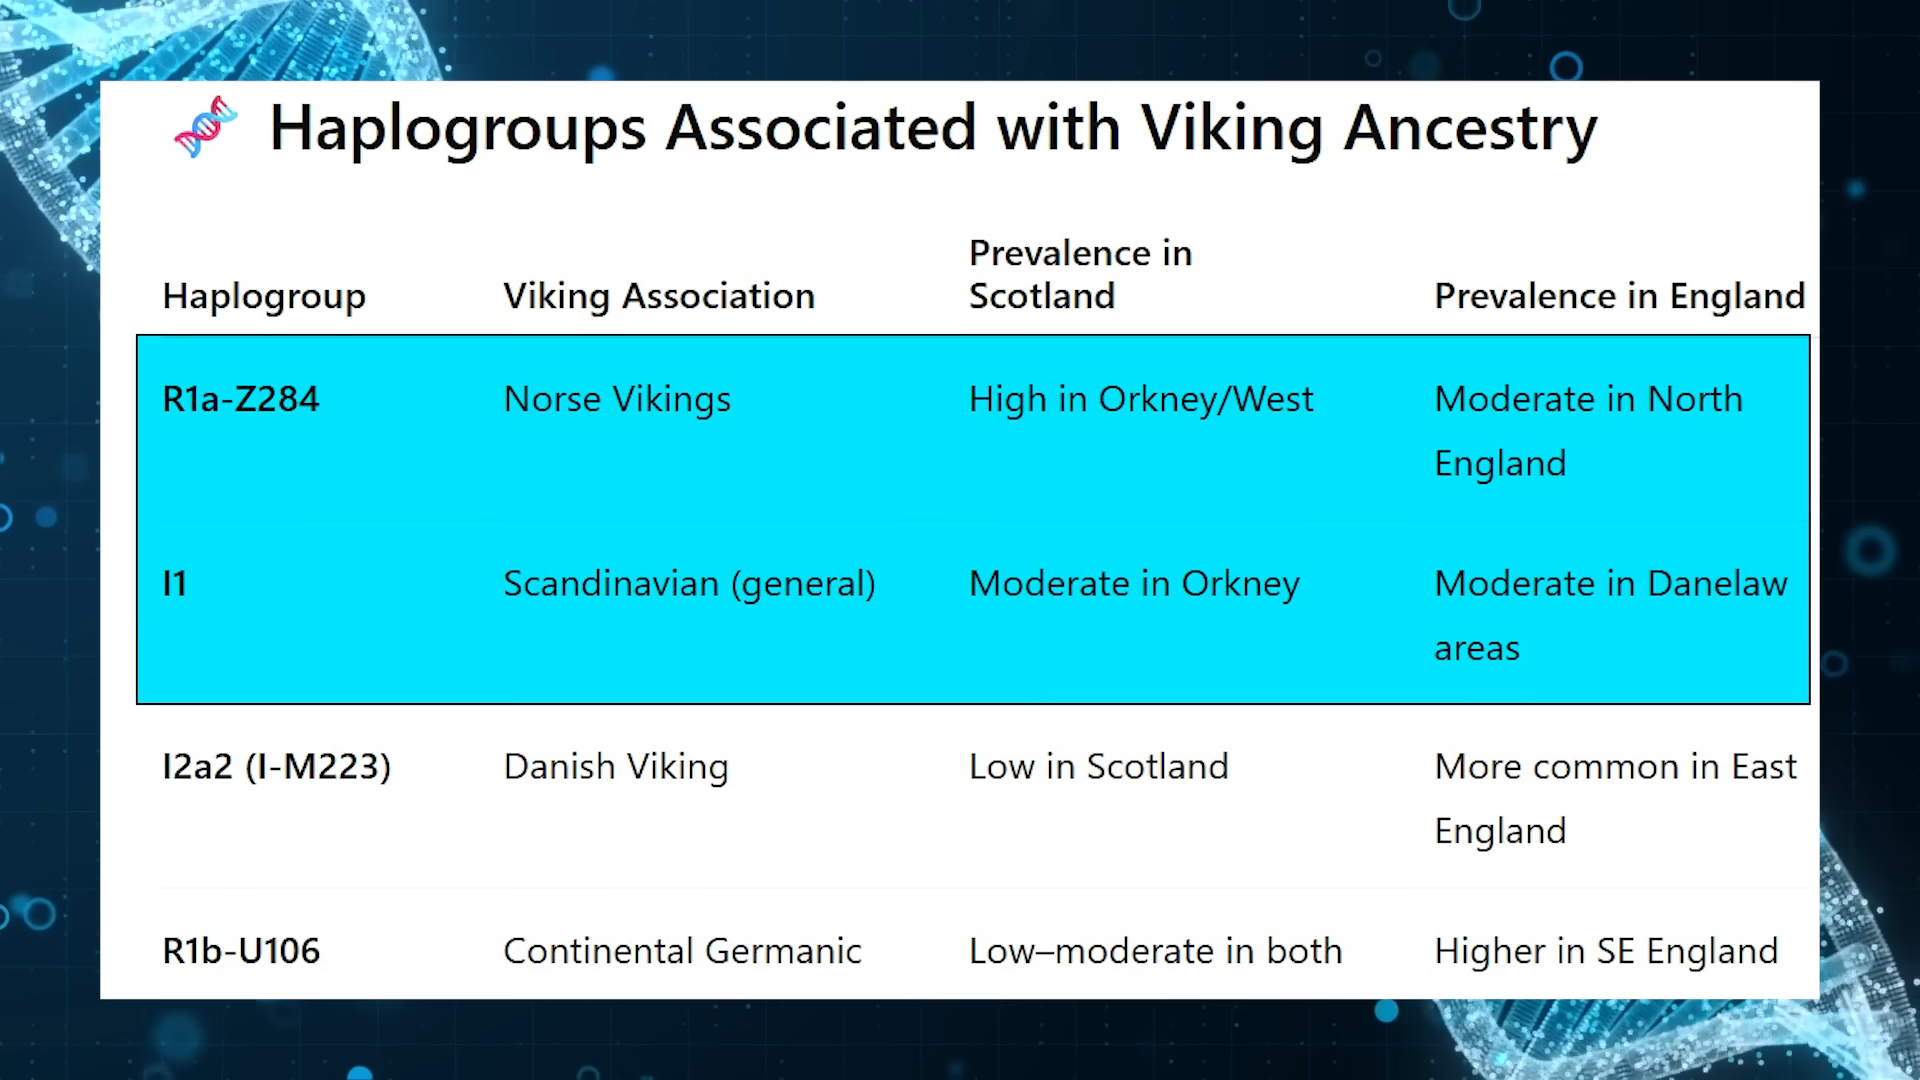 Haplogroups Associated with Viking Ancestry
Haplogroup
Viking Association
Prevalence in
Scotland
Prevalence in England
R1a-Z284
Norse Vikings
High in Orkney/West
Moderate in North
England
I1
Scandinavian (general)
Moderate in Orkney
Moderate in Danelaw
areas
I2a2 (I-M223)
Danish Viking
Low in Scotland
More common in East
England
R1b-U106
Continental Germanic
Low–moderate in both
Higher in SE England